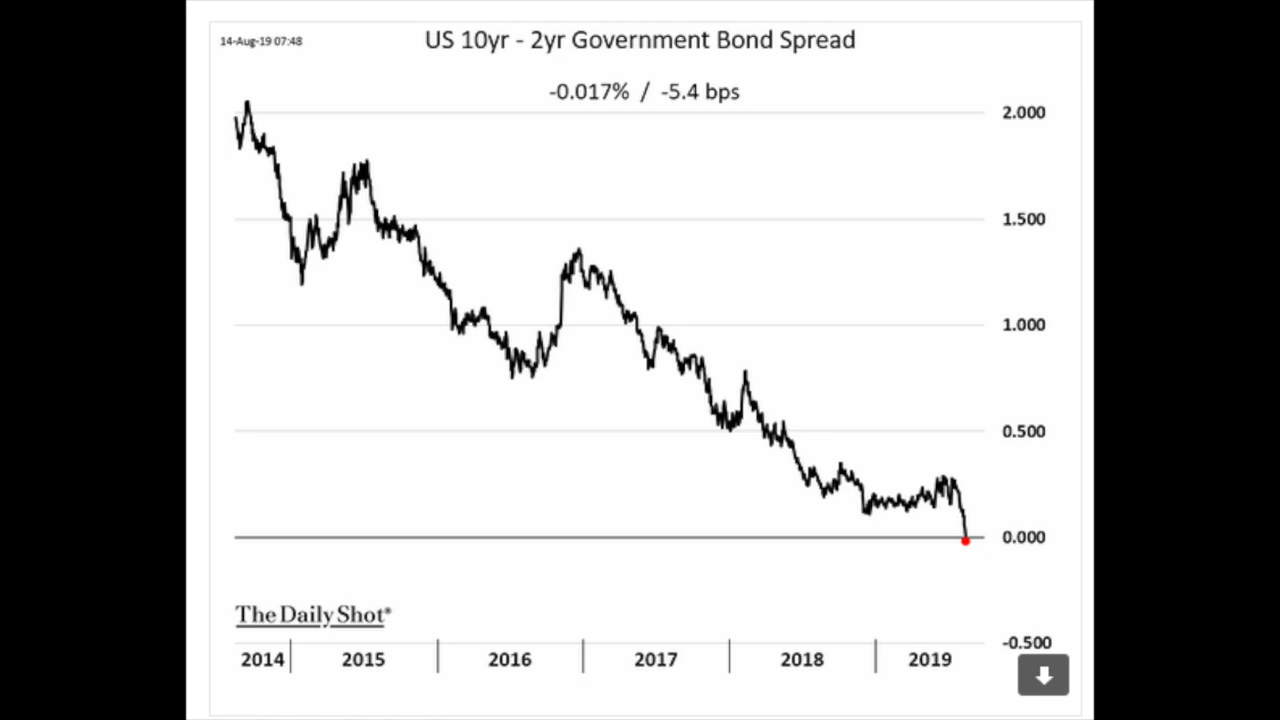 14-Aug-19 07:48
US 10yr - 2yr Government Bond Spread
-0.017% / -5.4 bps
2.000
1.500
1.000
0.500
0.000
The Daily Shot®
-0.500
2014 2015 2016 2017 2018 2019